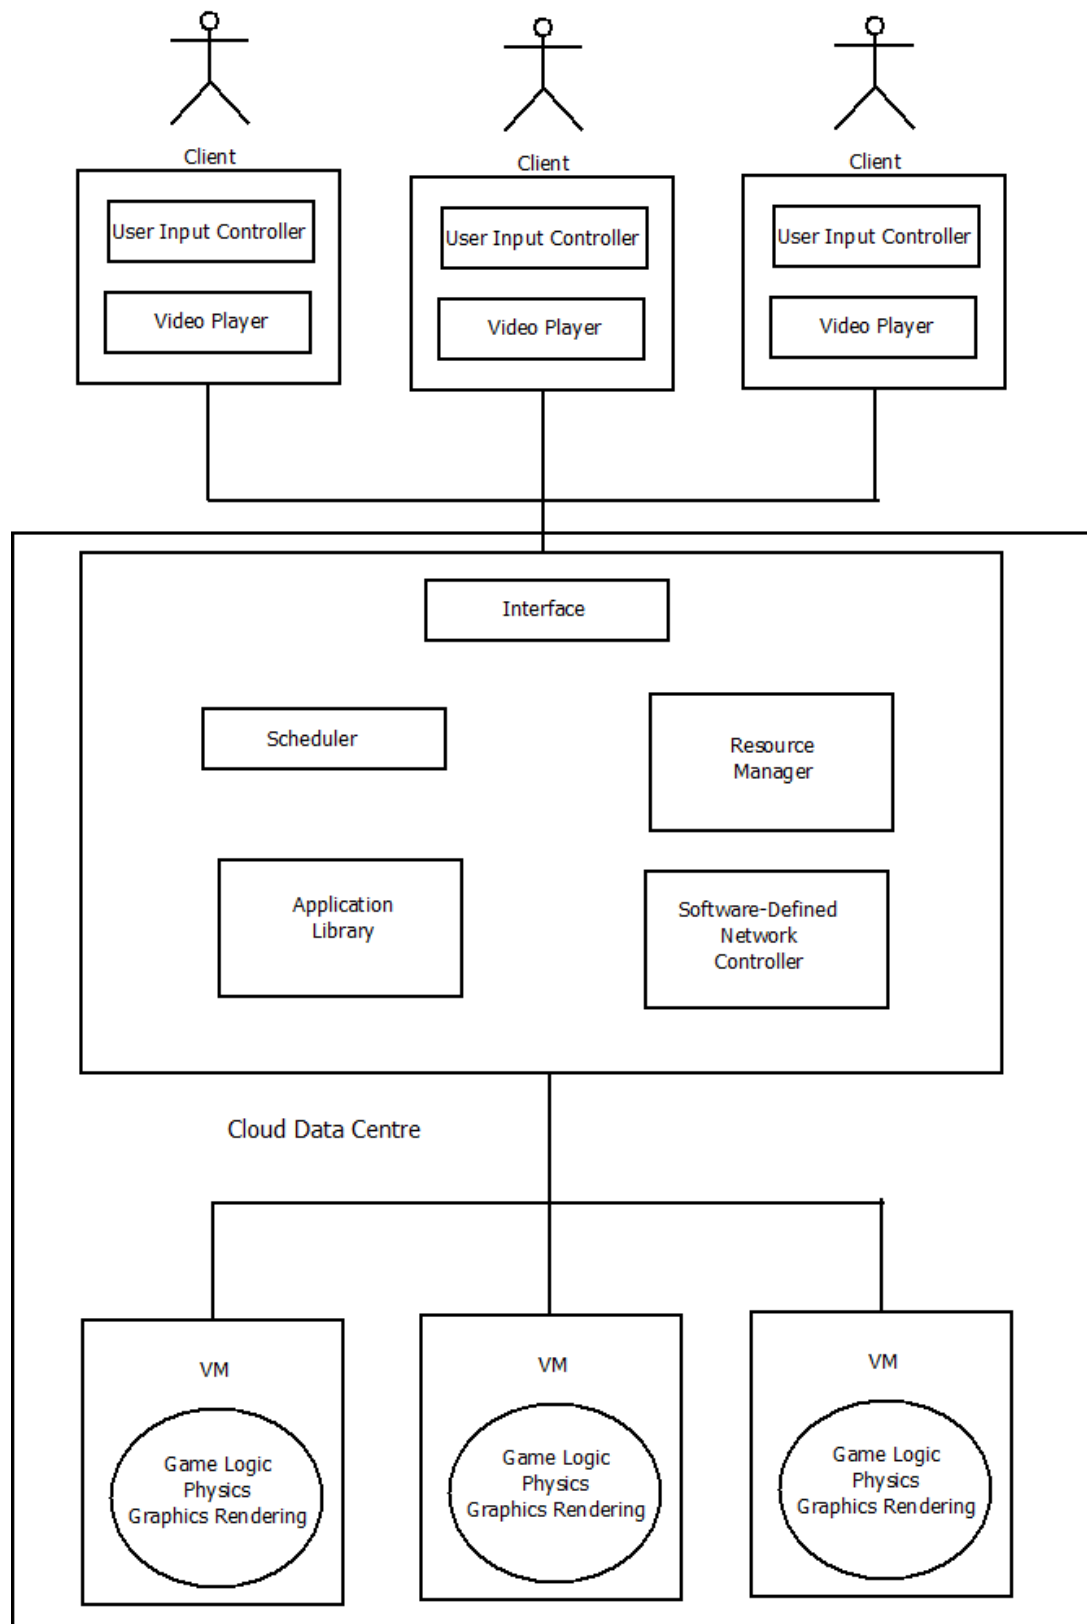 Client
Client
Client
User Input Controller
User Input Controller
User Input Controller
Video Player
Video Player
Video Player
Interface
Scheduler
Resource
Manager
Application
Library
Software-Defined
Network
Controller
Cloud Data Centre
VM
VM
VM
Game Logic
Physics
Graphics Rendering
Game Logic
Physics
Graphics Rendering
Game Logic
Physics
Graphics Rendering